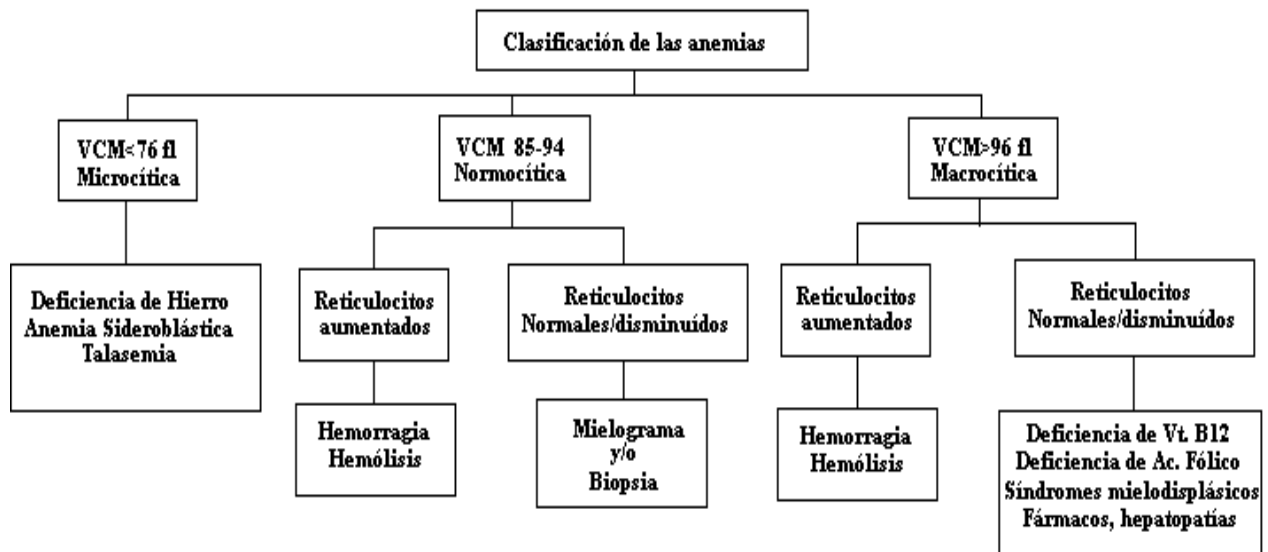 Clasificación de las anemias
VCM<76 fl
Microcítica
VCM 85-94
Normocítica
VCM>96 fl
Macrocítica
Deficiencia de Hierro
Anemia Sideroblástica
Talasemia
Reticulocitos
aumentados
Reticulocitos
Normales/disminuídos
Reticulocitos
aumentados
Reticulocitos
Normales/disminuídos
Hemorragia
Hemólisis
Mielograma
y/o
Biopsia
Hemorragia
Hemólisis
Deficiencia de Vt. B12
Deficiencia de Ac. Fólico
Síndromes mielodisplásicos
Fármacos, hepatopatías